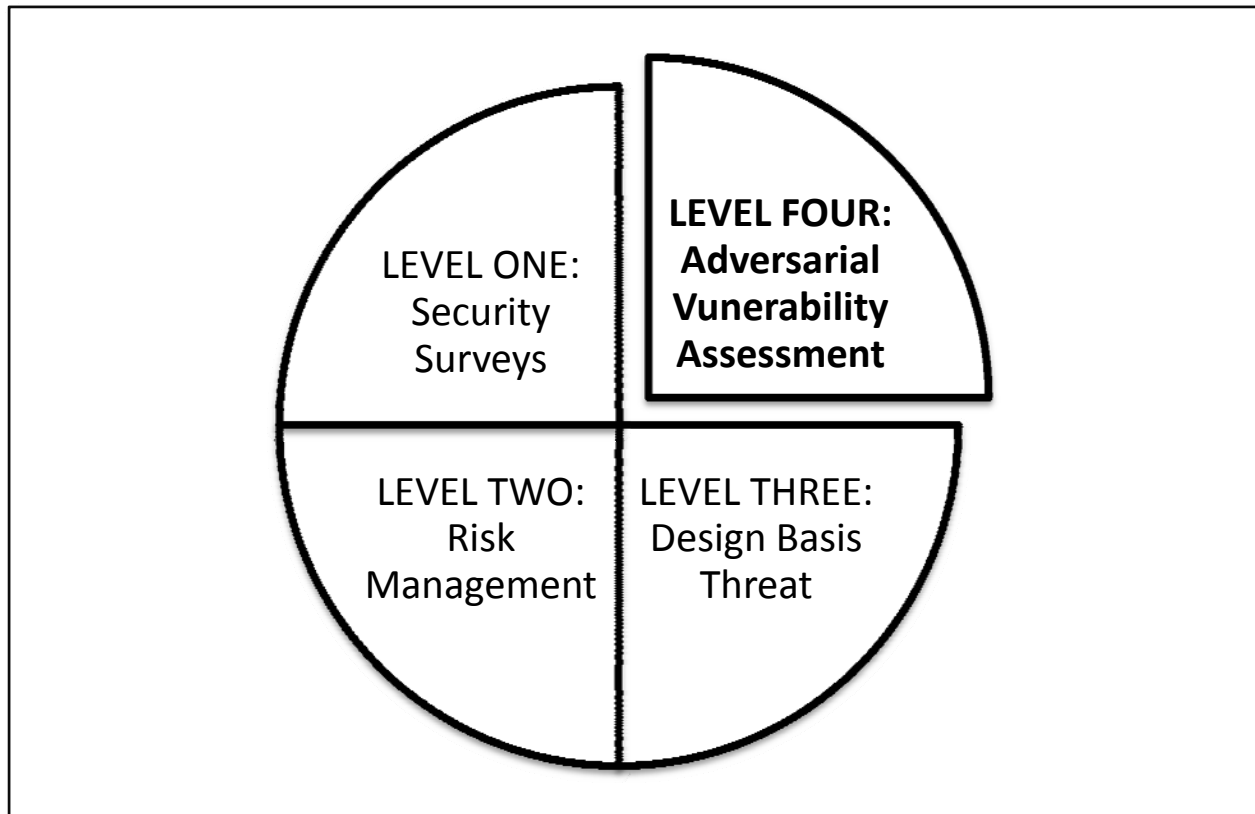 LEVEL ONE:
Security
Surveys
LEVEL FOUR:
Adversarial
Vunerability
Assessment
LEVEL TWO:
Risk
Management
LEVEL THREE:
Design Basis
Threat